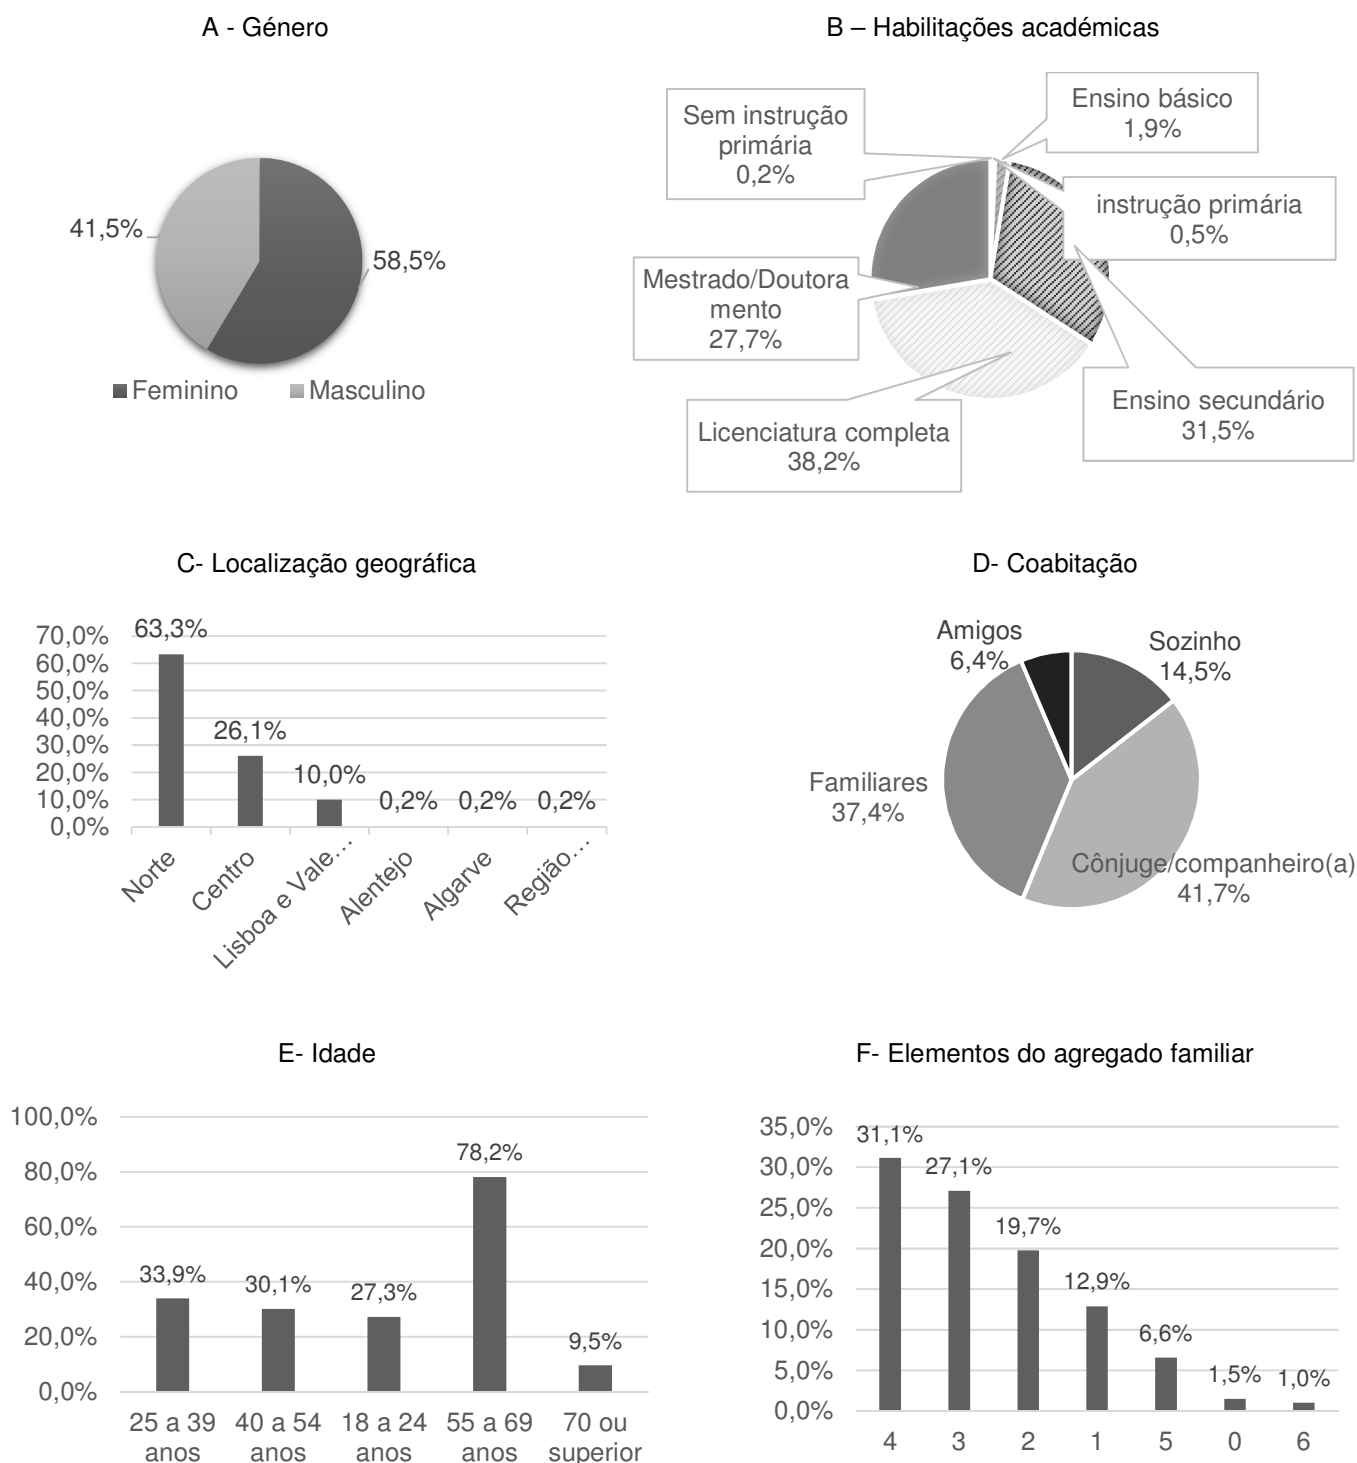 A - Género
41,5%
58,5%
Feminino
Masculino
B – Habilitações académicas
Sem instrução
primária
0,2%
Ensino básico
1,9%
instrução primária
0,5%
Mestrado/Doutora
mento
27,7%
Licenciatura completa
38,2%
Ensino secundário
31,5%
C- Localização geográfica
70,0%
60,0%
50,0%
40,0%
30,0%
20,0%
10,0%
0,0%
63,3%
26,1%
10,0%
0,2%
0,2%
0,2%
Norte
Centro
Lisboa e Vale…
Alentejo
Algarve
Região…
D- Coabitação
Amigos
6,4%
Sozinho
14,5%
Familiares
37,4%
Cônjuge/companheiro(a)
41,7%
E- Idade
100,0%
80,0%
60,0%
40,0%
20,0%
0,0%
33,9%
30,1%
27,3%
78,2%
9,5%
25 a 39
anos
40 a 54
anos
18 a 24
anos
55 a 69
anos
70 ou
superior
F- Elementos do agregado familiar
35,0%
30,0%
25,0%
20,0%
15,0%
10,0%
5,0%
0,0%
31,1%
27,1%
19,7%
12,9%
6,6%
1,5%
1,0%
4
3
2
1
5
0
6